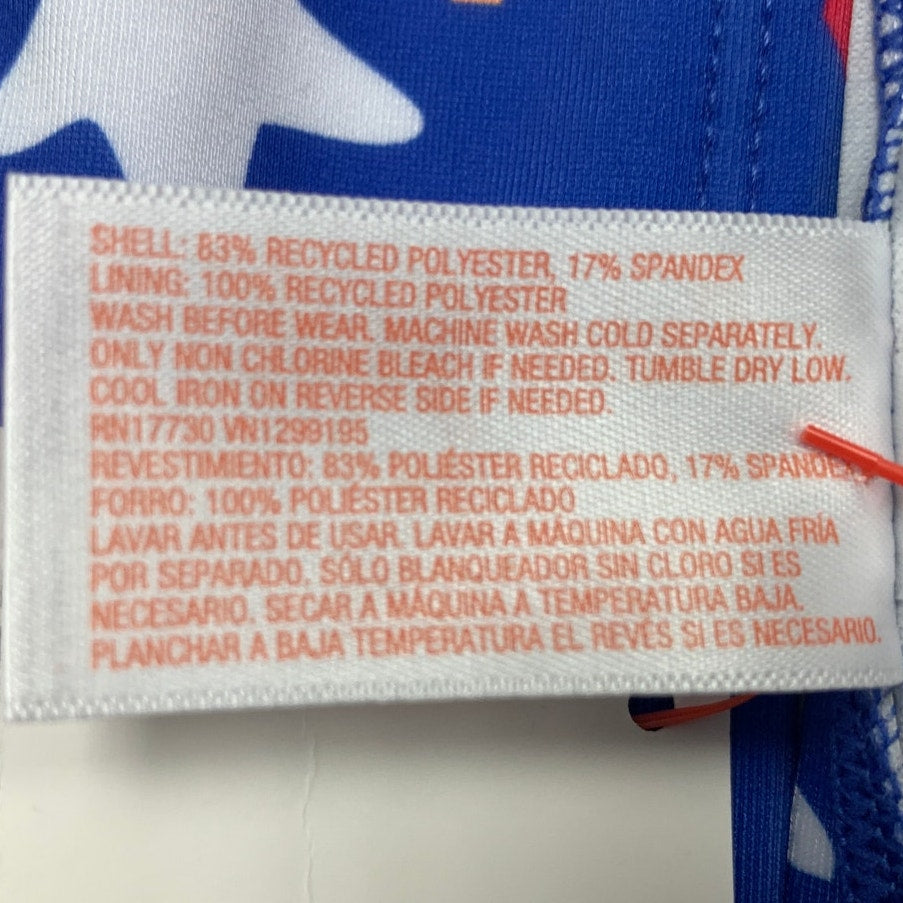 SHELL: 83% RECYCLED POLYESTER, 17% SPANDEX
LINING: 100% RECYCLED POLYESTER
WASH BEFORE WEAR. MACHINE WASH COLD SEPARATELY.
ONLY NON CHLORINE BLEACH IF NEEDED. TUMBLE DRY LOW.
COOL IRON ON REVERSE SIDE IF NEEDED.
RN17730 VN1299195
REVESTIMIENTO: 83% POLIÉSTER RECICLADO, 17% SPANDEX
FORRO: 100% POLIÉSTER RECICLADO
LAVAR ANTES DE USAR. LAVAR A MÁQUINA CON AGUA FRÍA
POR SEPARADO. SÓLO BLANQUEADOR SIN CLORO SI ES
NECESARIO. SECAR A MÁQUINA A TEMPERATURA BAJA.
PLANCHAR A BAJA TEMPERATURA EL REVÉS SI ES NECESARIO.